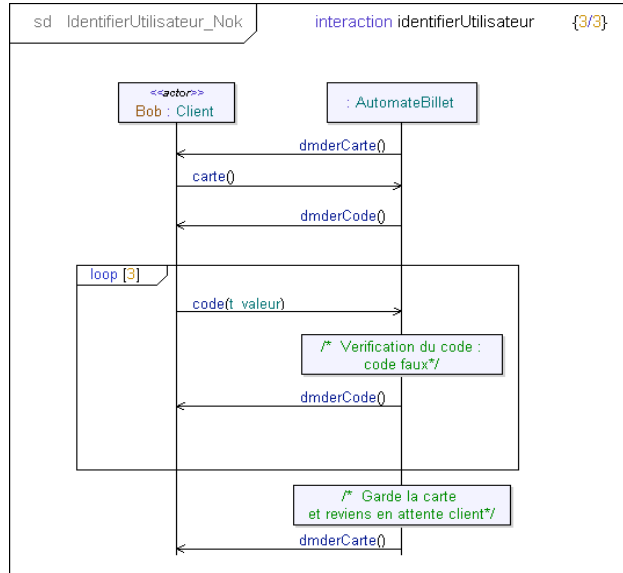 sd IdentifierUtilisateur_Nok
interaction identifierUtilisateur {3/3}
<<actor>>
Bob : Client
: AutomateBillet
dmderCarte()
carte()
dmderCode()
loop [3]
code(t_valeur)
/* Verification du code :
code faux*/
dmderCode()
/* Garde la carte
et reviens en attente client*/
dmderCarte()